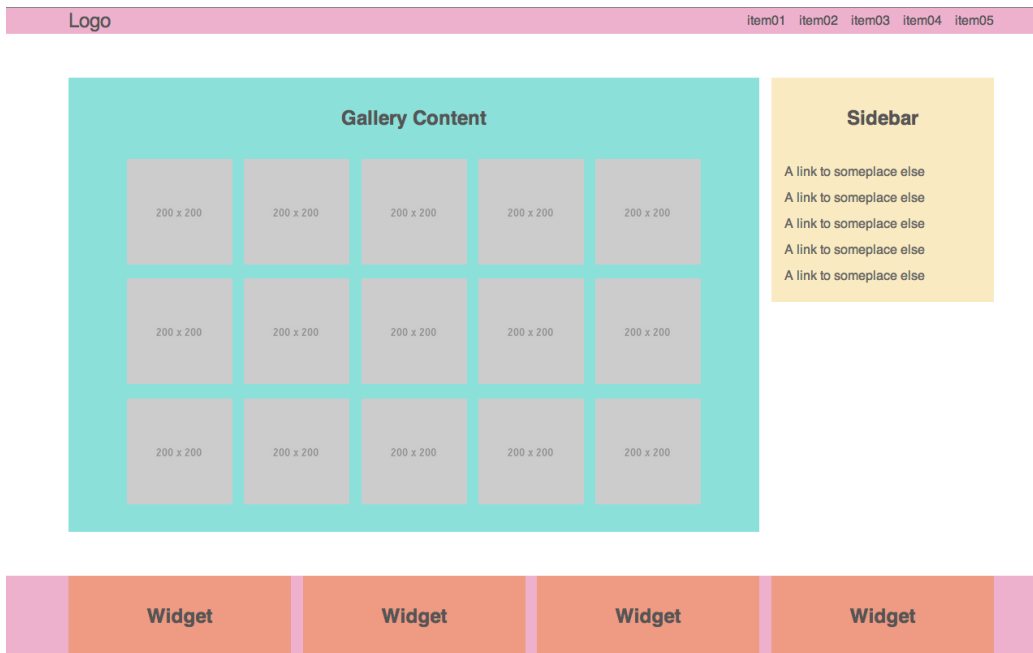 Logo
item01 item02 item03 item04 item05
Gallery Content
200 x 200 200 x 200 200 x 200 200 x 200 200 x 200
200 x 200 200 x 200 200 x 200 200 x 200 200 x 200
200 x 200 200 x 200 200 x 200 200 x 200 200 x 200
Sidebar
A link to someplace else
A link to someplace else
A link to someplace else
A link to someplace else
A link to someplace else
Widget Widget Widget Widget